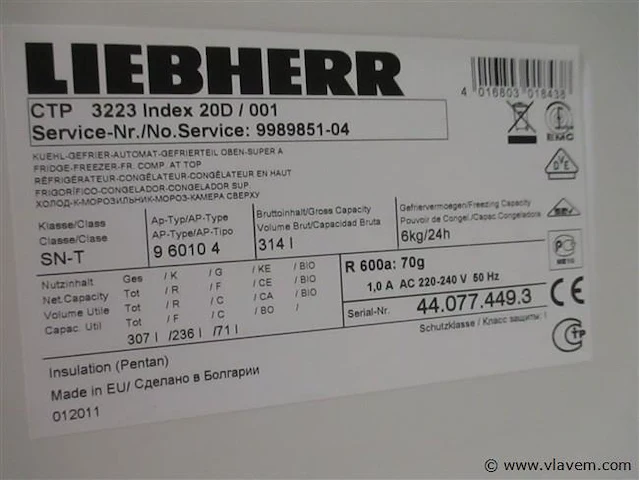 LIEBHERR
CTP 3223 Index 20D / 001
Service-Nr./No.Service: 9989851-04
4 016803 018438
EMC
KUEHL-GEFRIER-AUTOMAT-GEFRIERTEIL OBEN-SUPER A
FRIDGE-FREEZER-FR. COMP. AT TOP
RÉFRIGÉRATEUR-CONGÉLATEUR-CONGÉLATEUR EN HAUT
FRIGORÍFICO-CONGELADOR-CONGELADOR SUP.
ХОЛОД-К-МОРОЗИЛЬНИК-МОРОЗ КАМЕРА СВЕРХУ
Klasse/Class
Classe/Clase
SN-T
Ap-Typ/AP-Type
AP-Type/AP-Tipo
9 6010 4
Bruttoinhalt/Gross Capacity
Volume Brut/Capacidad Bruta
314 l
Gefriervermoegen/Freezing Capacity
Pouvoir de Congel./Capac.Congeladora
6kg/24h
Nutzinhalt Ges / K / G / KE / BIO
Net.Capacity Tot / R / F / CE / BIO
Volume Utile Tot / R / C / CA / BIO
Capac. Util Tot / F / C / BO /
307 l /236 l /71 l
R 600a: 70g
1,0 A AC 220-240 V 50 Hz
Serial-Nr. 44.077.449.3
Schutzklasse / Класс защиты :
Insulation (Pentan)
Made in EU/ Сделано в Болгарии
012011
DVE
CE
© www.vlavem.com